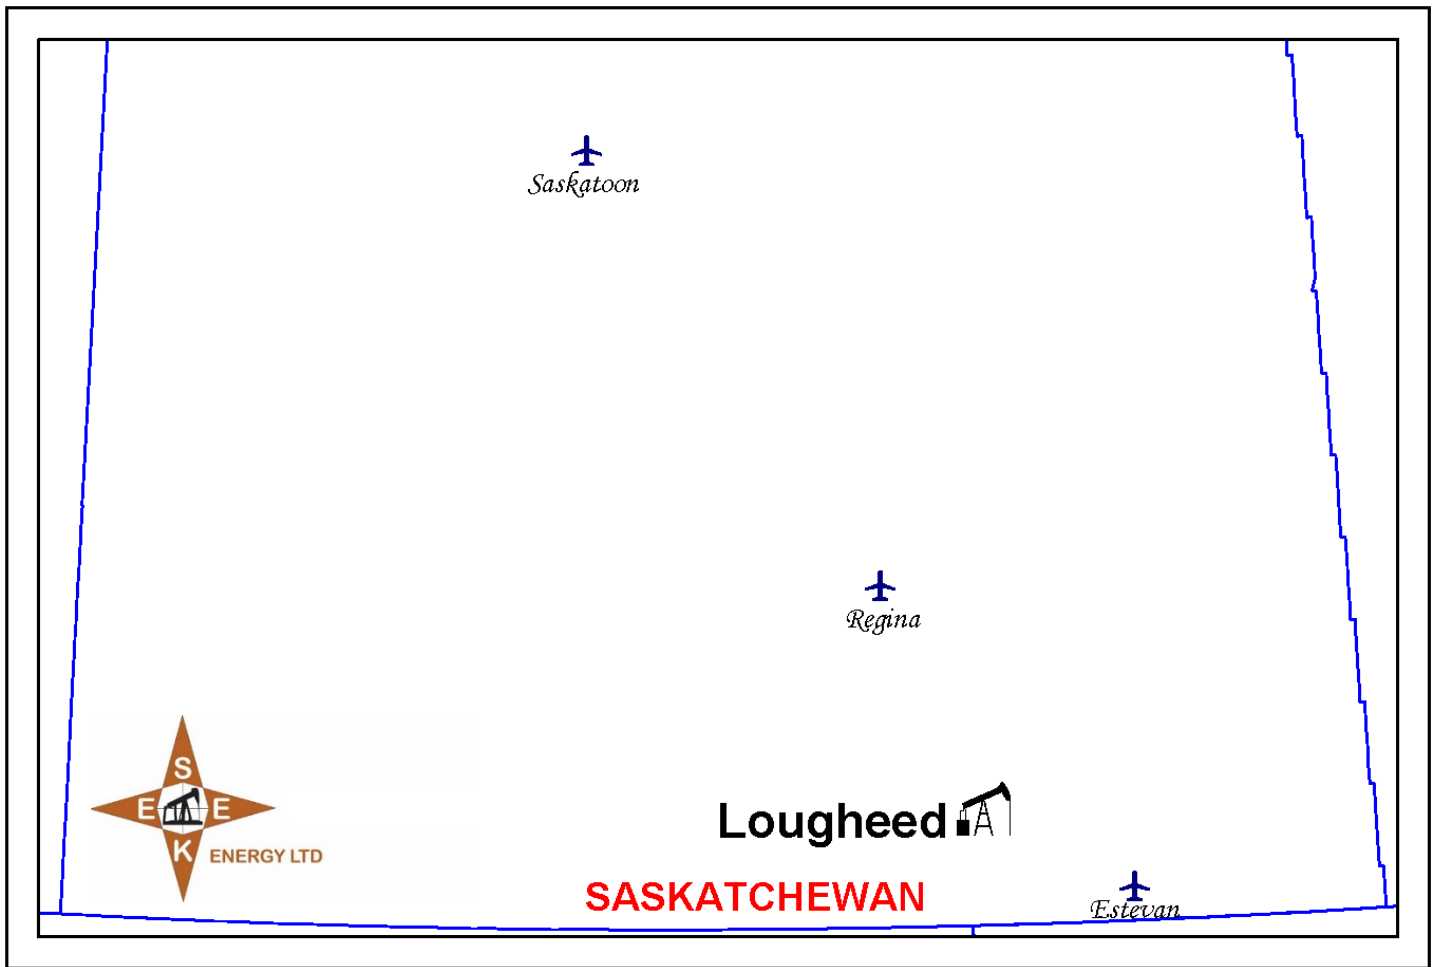 Saskatoon
Regina
S
E E
K ENERGY LTD
Lougheed
SASKATCHEWAN
Estevan